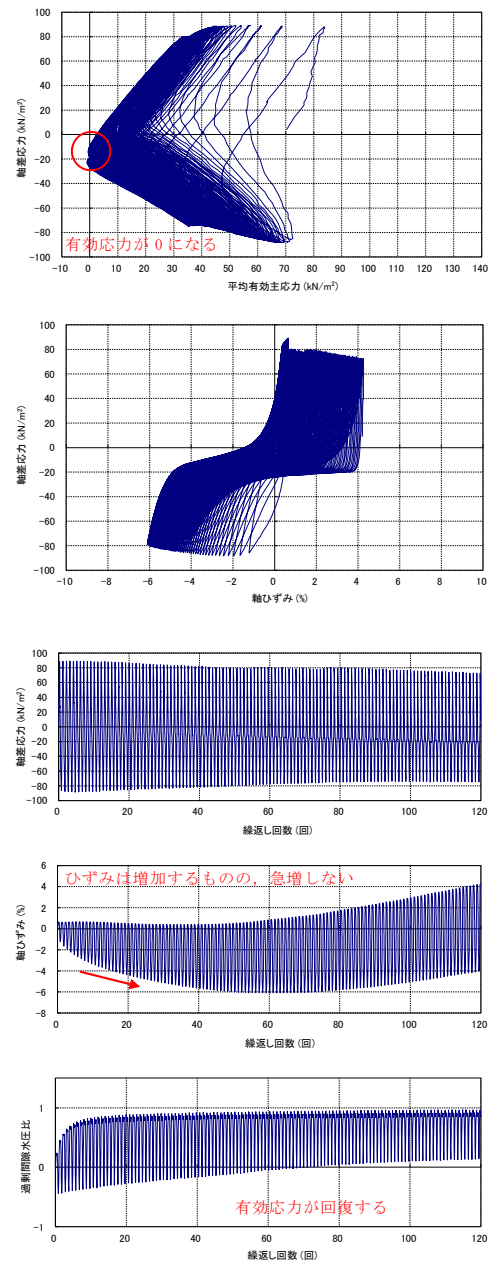 100
80
60
40
20
0
-20
-40
-60
-80
-100
軸差応力(kN/m²)
有効応力が0になる
-10 0 10 20 30 40 50 60 70 80 90 100 110 120 130 140
平均有効主応力(kN/m²)
100
80
60
40
20
0
-20
-40
-60
-80
-100
軸差応力(kN/m²)
-10 -8 -6 -4 -2 0 2 4 6 8 10
軸ひずみ(%)
100
80
60
40
20
0
-20
-40
-60
-80
-100
軸差応力(kN/m²)
0 20 40 60 80 100 120
繰返し回数(回)
6
4
2
0
-2
-4
-6
-8
軸ひずみ(%)
ひずみは増加するものの，急増しない
0 20 40 60 80 100 120
繰返し回数(回)
1
0
-1
過剰間隙水圧比
有効応力が回復する
0 20 40 60 80 100 120
繰返し回数(回)